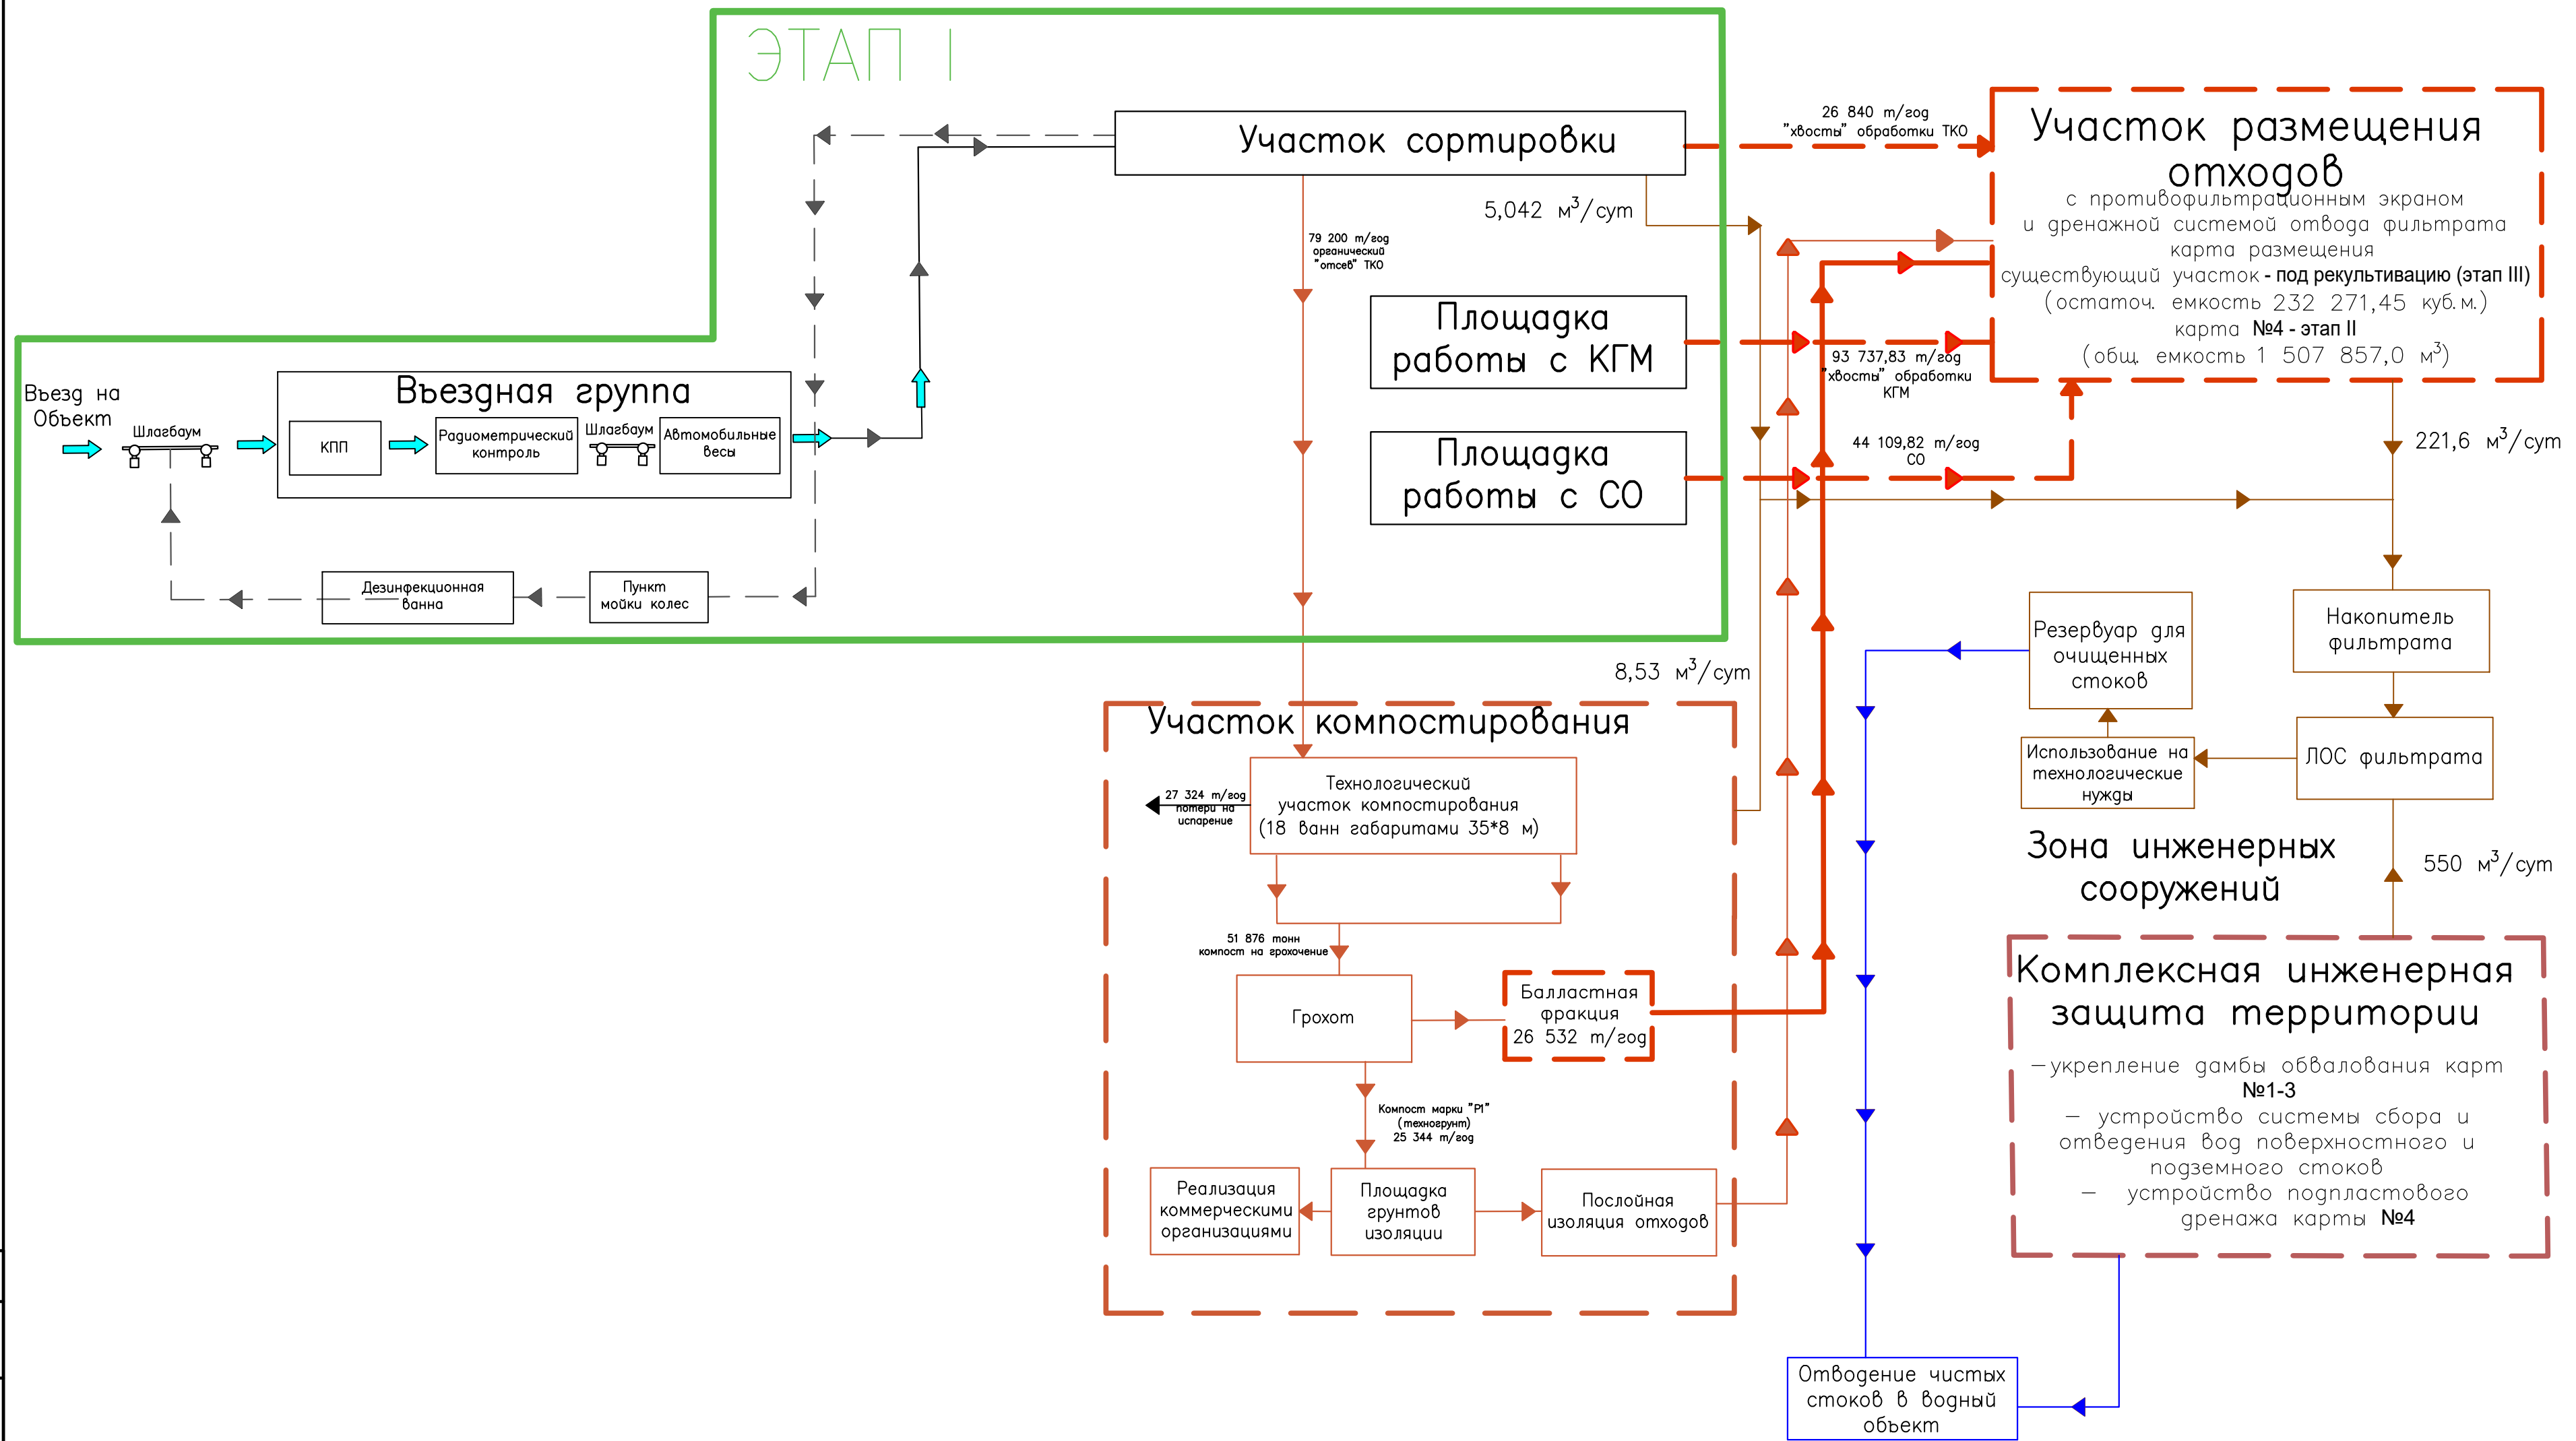 ЭТАП I
Участок сортировки
5,042 м³/сут
79 200 т/год
органический
"отсев" ТКО
Площадка
работы с КГМ
Площадка
работы с СО
Въезд на
Объект
Шлагбаум
Въездная группа
КПП
Радиометрический
контроль
Шлагбаум
Автомобильные
весы
Дезинфекционная
ванна
Пункт
мойки колес
26 840 т/год
"хвосты" обработки ТКО
93 737,83 т/год
"хвосты" обработки
КГМ
44 109,82 т/год
СО
Участок размещения
отходов
с противофильтрационным экраном
и дренажной системой отвода фильтрата
карта размещения
существующий участок - под рекультивацию (этап III)
(остаточ. емкость 232 271,45 куб.м.)
карта №4 - этап II
(общ. емкость 1 507 857,0 м³)
221,6 м³/сут
Накопитель
фильтрата
ЛОС фильтрата
Резервуар для
очищенных
стоков
Использование на
технологические
нужды
Зона инженерных
сооружений
550 м³/сут
8,53 м³/сут
Участок компостирования
Технологический
участок компостирования
(18 ванн габаритами 35*8 м)
27 324 т/год
потери на
испарение
51 876 тонн
компост на грохочение
Грохот
Балластная
фракция
26 532 т/год
Компост марки "Р1"
(техногрунт)
25 344 т/год
Реализация
коммерческими
организациями
Площадка
грунтов
изоляции
Послойная
изоляция отходов
Комплексная инженерная
защита территории
—укрепление дамбы обвалования карт
№1-3
— устройство системы сбора и
отведения вод поверхностного и
подземного стоков
— устройство подпластового
дренажа карты №4
Отводение чистых
стоков в водный
объект